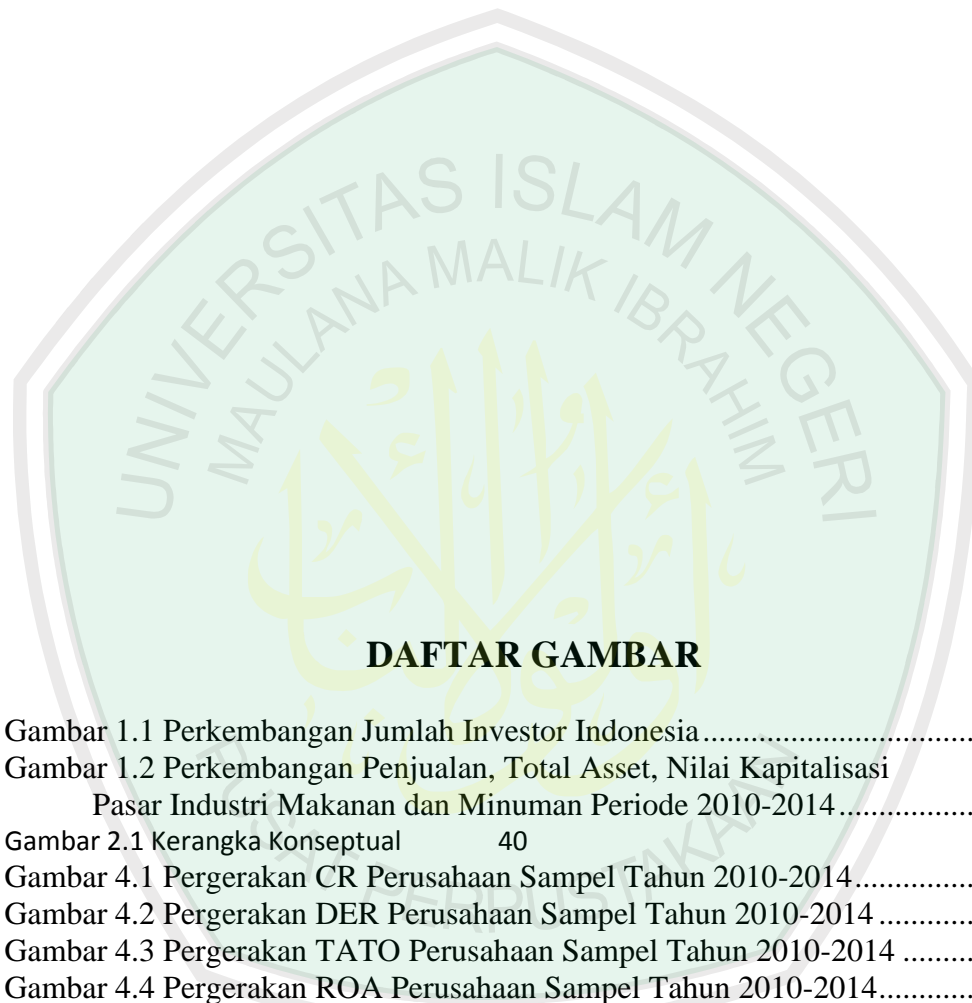 UNIVERSITAS ISLAM NEGERI
MAULANA MALIK IBRAHIM
DAFTAR GAMBAR
Gambar 1.1 Perkembangan Jumlah Investor Indonesia..................................
Gambar 1.2 Perkembangan Penjualan, Total Asset, Nilai Kapitalisasi
Pasar Industri Makanan dan Minuman Periode 2010-2014.................
Gambar 2.1 Kerangka Konseptual 40
Gambar 4.1 Pergerakan CR Perusahaan Sampel Tahun 2010-2014...............
Gambar 4.2 Pergerakan DER Perusahaan Sampel Tahun 2010-2014............
Gambar 4.3 Pergerakan TATO Perusahaan Sampel Tahun 2010-2014.........
Gambar 4.4 Pergerakan ROA Perusahaan Sampel Tahun 2010-2014............
PUSAT PERPUSTAKAAN